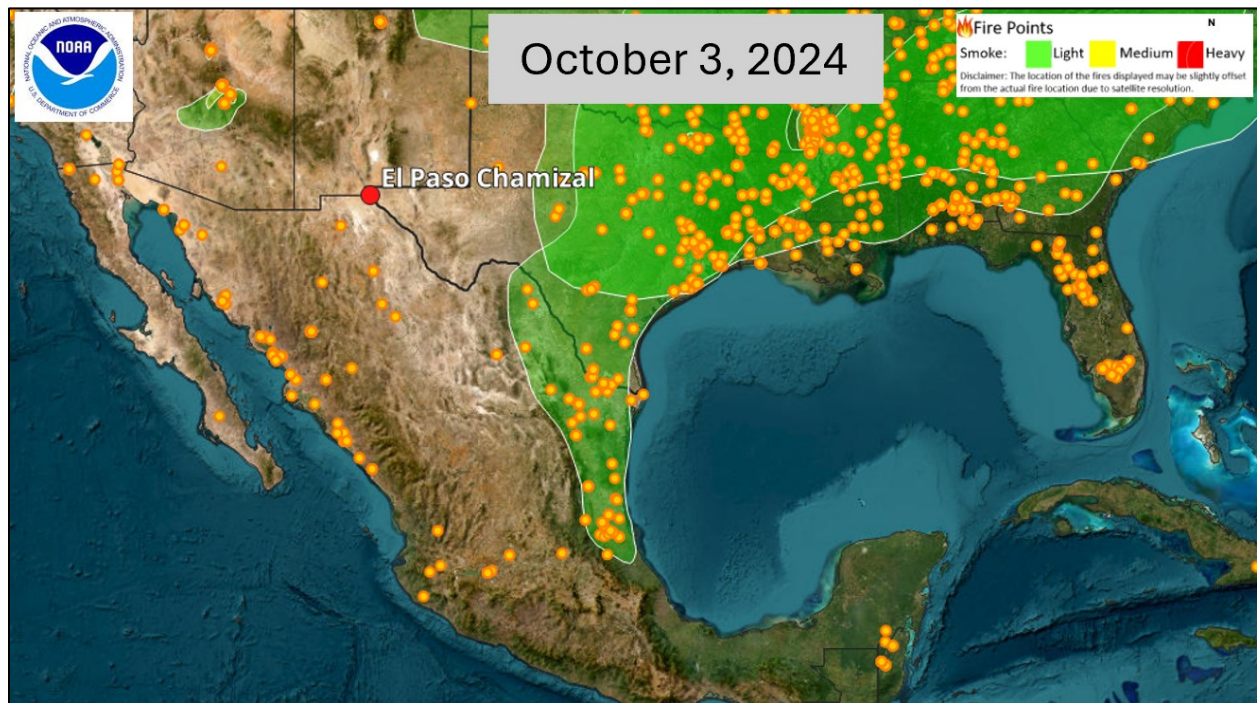 NATIONAL OCEANIC AND ATMOSPHERIC ADMINISTRATION
NOAA
U.S. DEPARTMENT OF COMMERCE
October 3, 2024
Fire Points
N
Smoke: Light Medium Heavy
Disclaimer: The location of the fires displayed may be slightly offset
from the actual fire location due to satellite resolution.
El Paso Chamizal